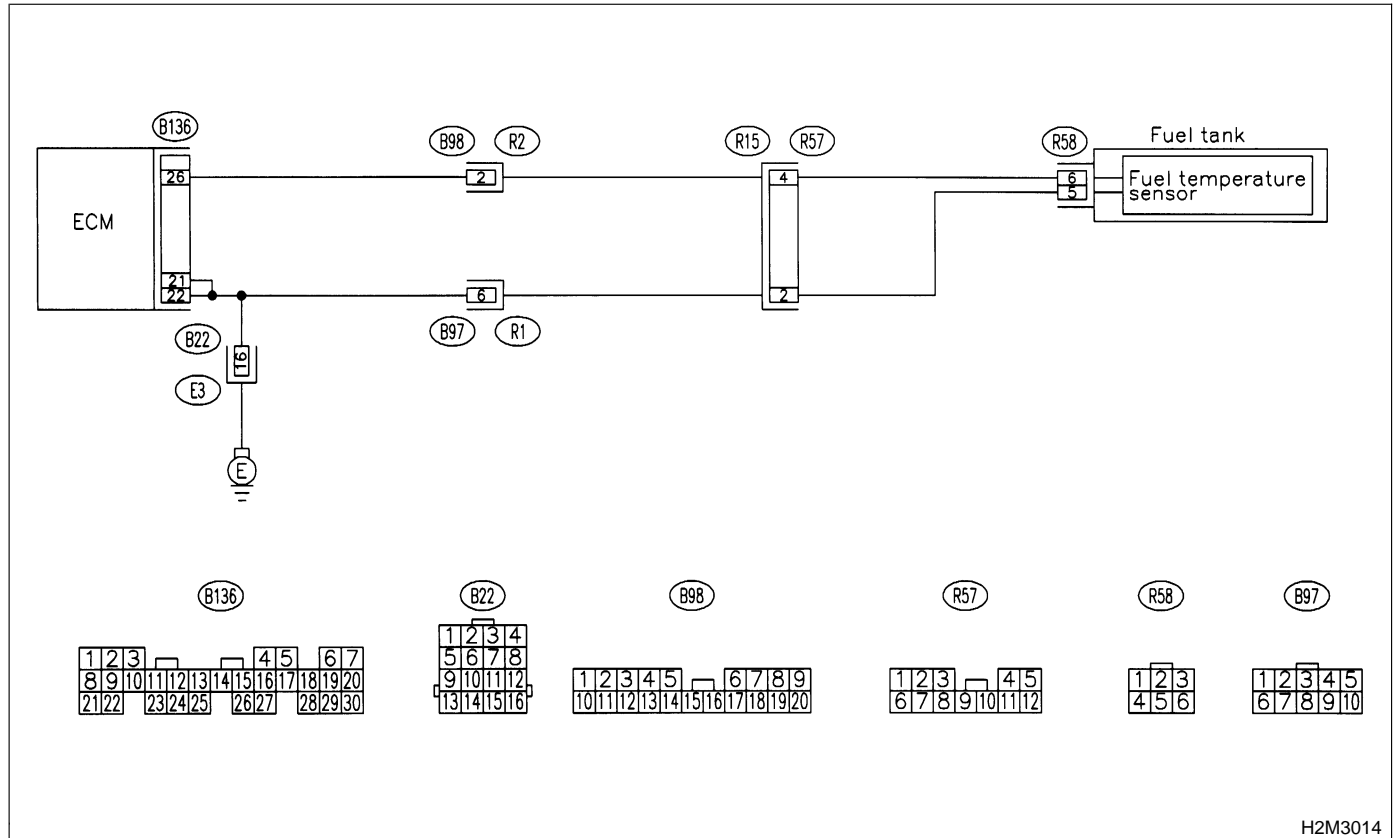 B136
B98 R2
R15 R57
R58
Fuel tank
26
2
4
6
5
Fuel temperature
sensor
ECM
21
22
6
2
B22
B97 R1
16
E3
E
B136
B22
B98
R57
R58
B97
1 2 3 4 5 6 7
8 9 10 11 12 13 14 15 16 17 18 19 20
21 22 23 24 25 26 27 28 29 30
1 2 3 4
5 6 7 8
9 10 11 12
13 14 15 16
1 2 3 4 5 6 7 8 9
10 11 12 13 14 15 16 17 18 19 20
1 2 3 4 5
6 7 8 9 10 11 12
1 2 3
4 5 6
1 2 3 4 5
6 7 8 9 10
H2M3014